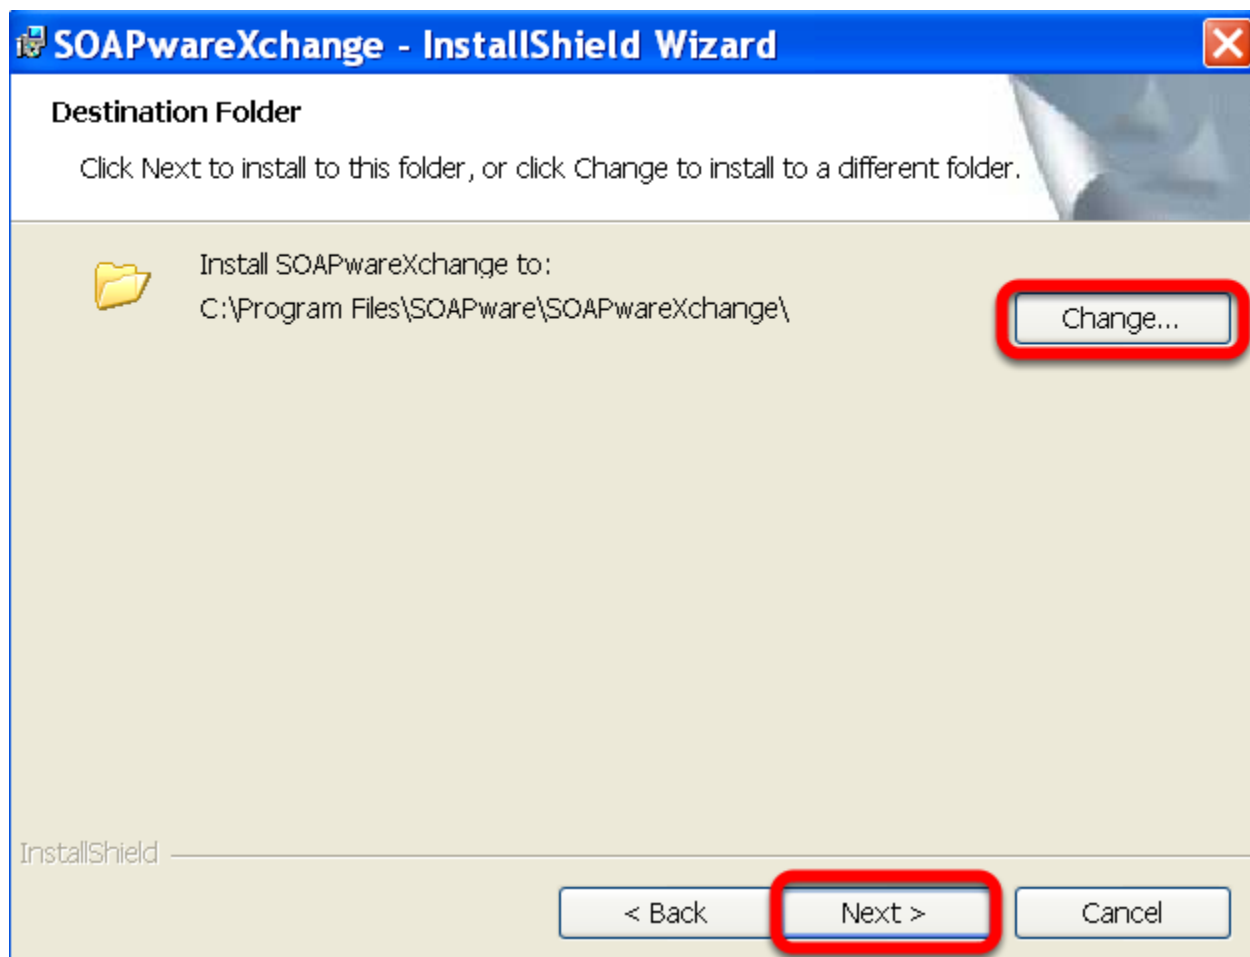 SOAPwareXchange - InstallShield Wizard
Destination Folder
Click Next to install to this folder, or click Change to install to a different folder.
Install SOAPwareXchange to:
C:\Program Files\SOAPware\SOAPwareXchange\
Change...
InstallShield
< Back
Next >
Cancel